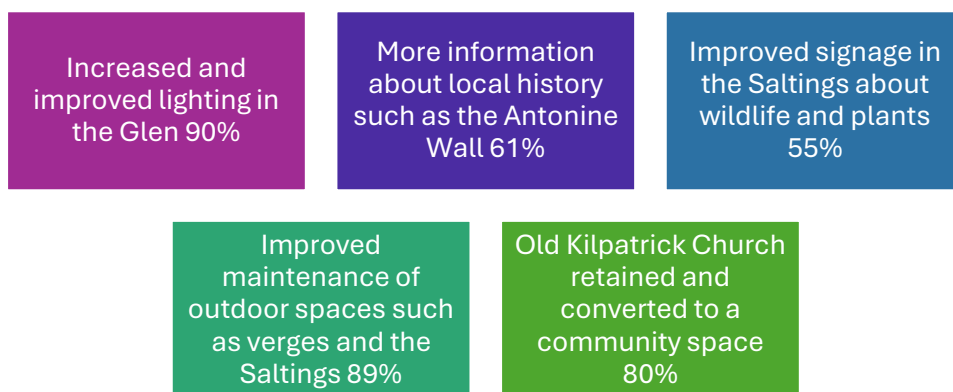 Increased and
improved lighting in
the Glen 90%
More information
about local history
such as the Antonine
Wall 61%
Improved signage in
the Saltings about
wildlife and plants
55%
Improved
maintenance of
outdoor spaces such
as verges and the
Saltings 89%
Old Kilpatrick Church
retained and
converted to a
community space
80%